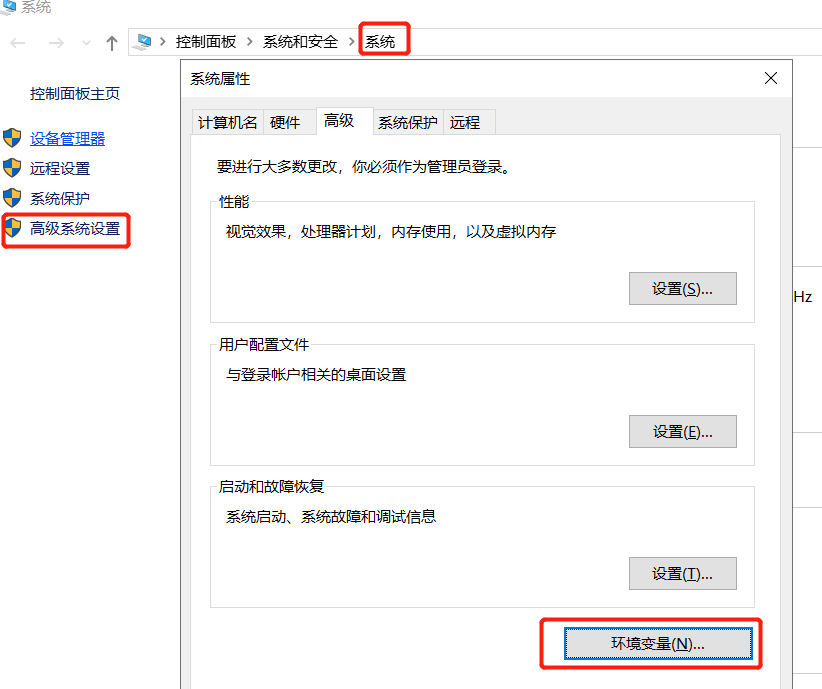 系统
控制面板 > 系统和安全 > 系统
控制面板主页
设备管理器
远程设置
系统保护
高级系统设置
系统属性
计算机名 硬件 高级 系统保护 远程
要进行大多数更改，你必须作为管理员登录。
性能
视觉效果，处理器计划，内存使用，以及虚拟内存
设置(S)...
Hz
用户配置文件
与登录帐户相关的桌面设置
设置(E)...
启动和故障恢复
系统启动、系统故障和调试信息
设置(T)...
环境变量(N)...